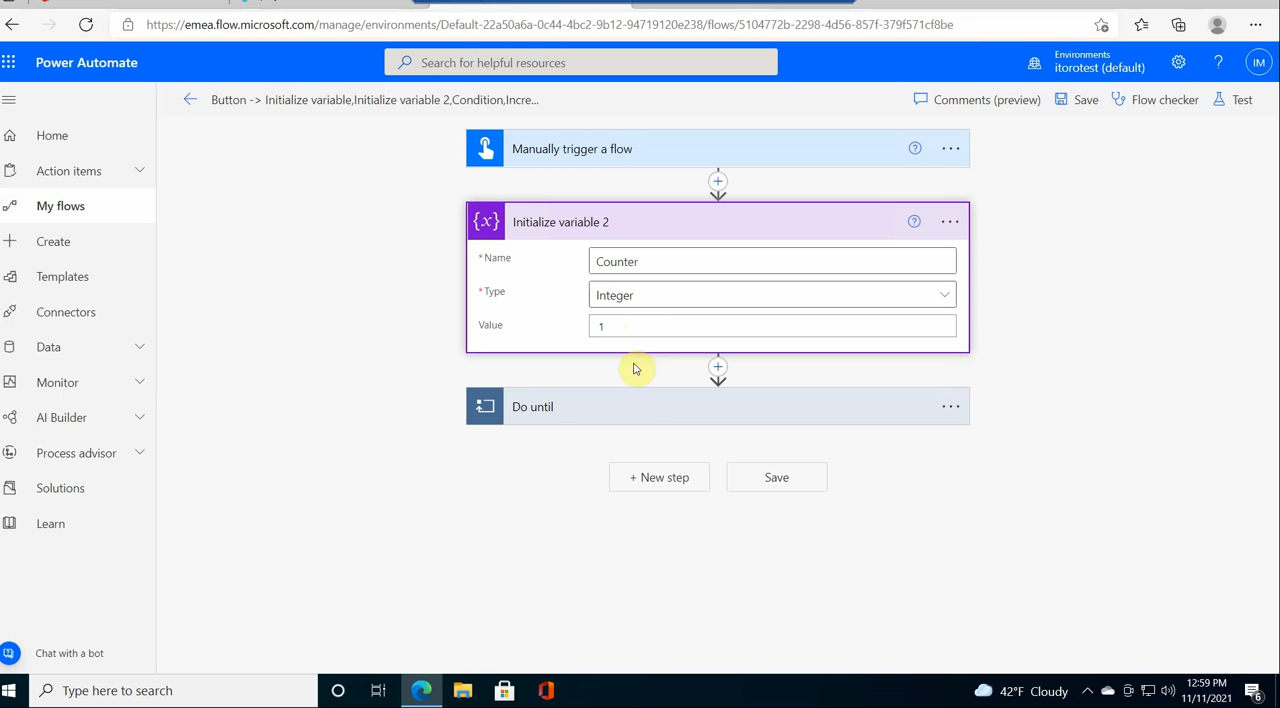 https://emea.flow.microsoft.com/manage/environments/Default-22a50a6a-0c44-4bc2-9b12-94719120e238/flows/5104772b-2298-4d56-857f-379f571cf8be
Power Automate
Search for helpful resources
Environments
itorotest (default)
?
IM
Button -> Initialize variable,Initialize variable 2,Condition,Incre...
Comments (preview)
Save
Flow checker
Test
Home
Action items
My flows
Create
Templates
Connectors
Data
Monitor
AI Builder
Process advisor
Solutions
Learn
Chat with a bot
Manually trigger a flow
{x} Initialize variable 2
*Name
Counter
*Type
Integer
Value
1
Do until
+ New step
Save
Type here to search
42°F Cloudy
12:59 PM
11/11/2021
6